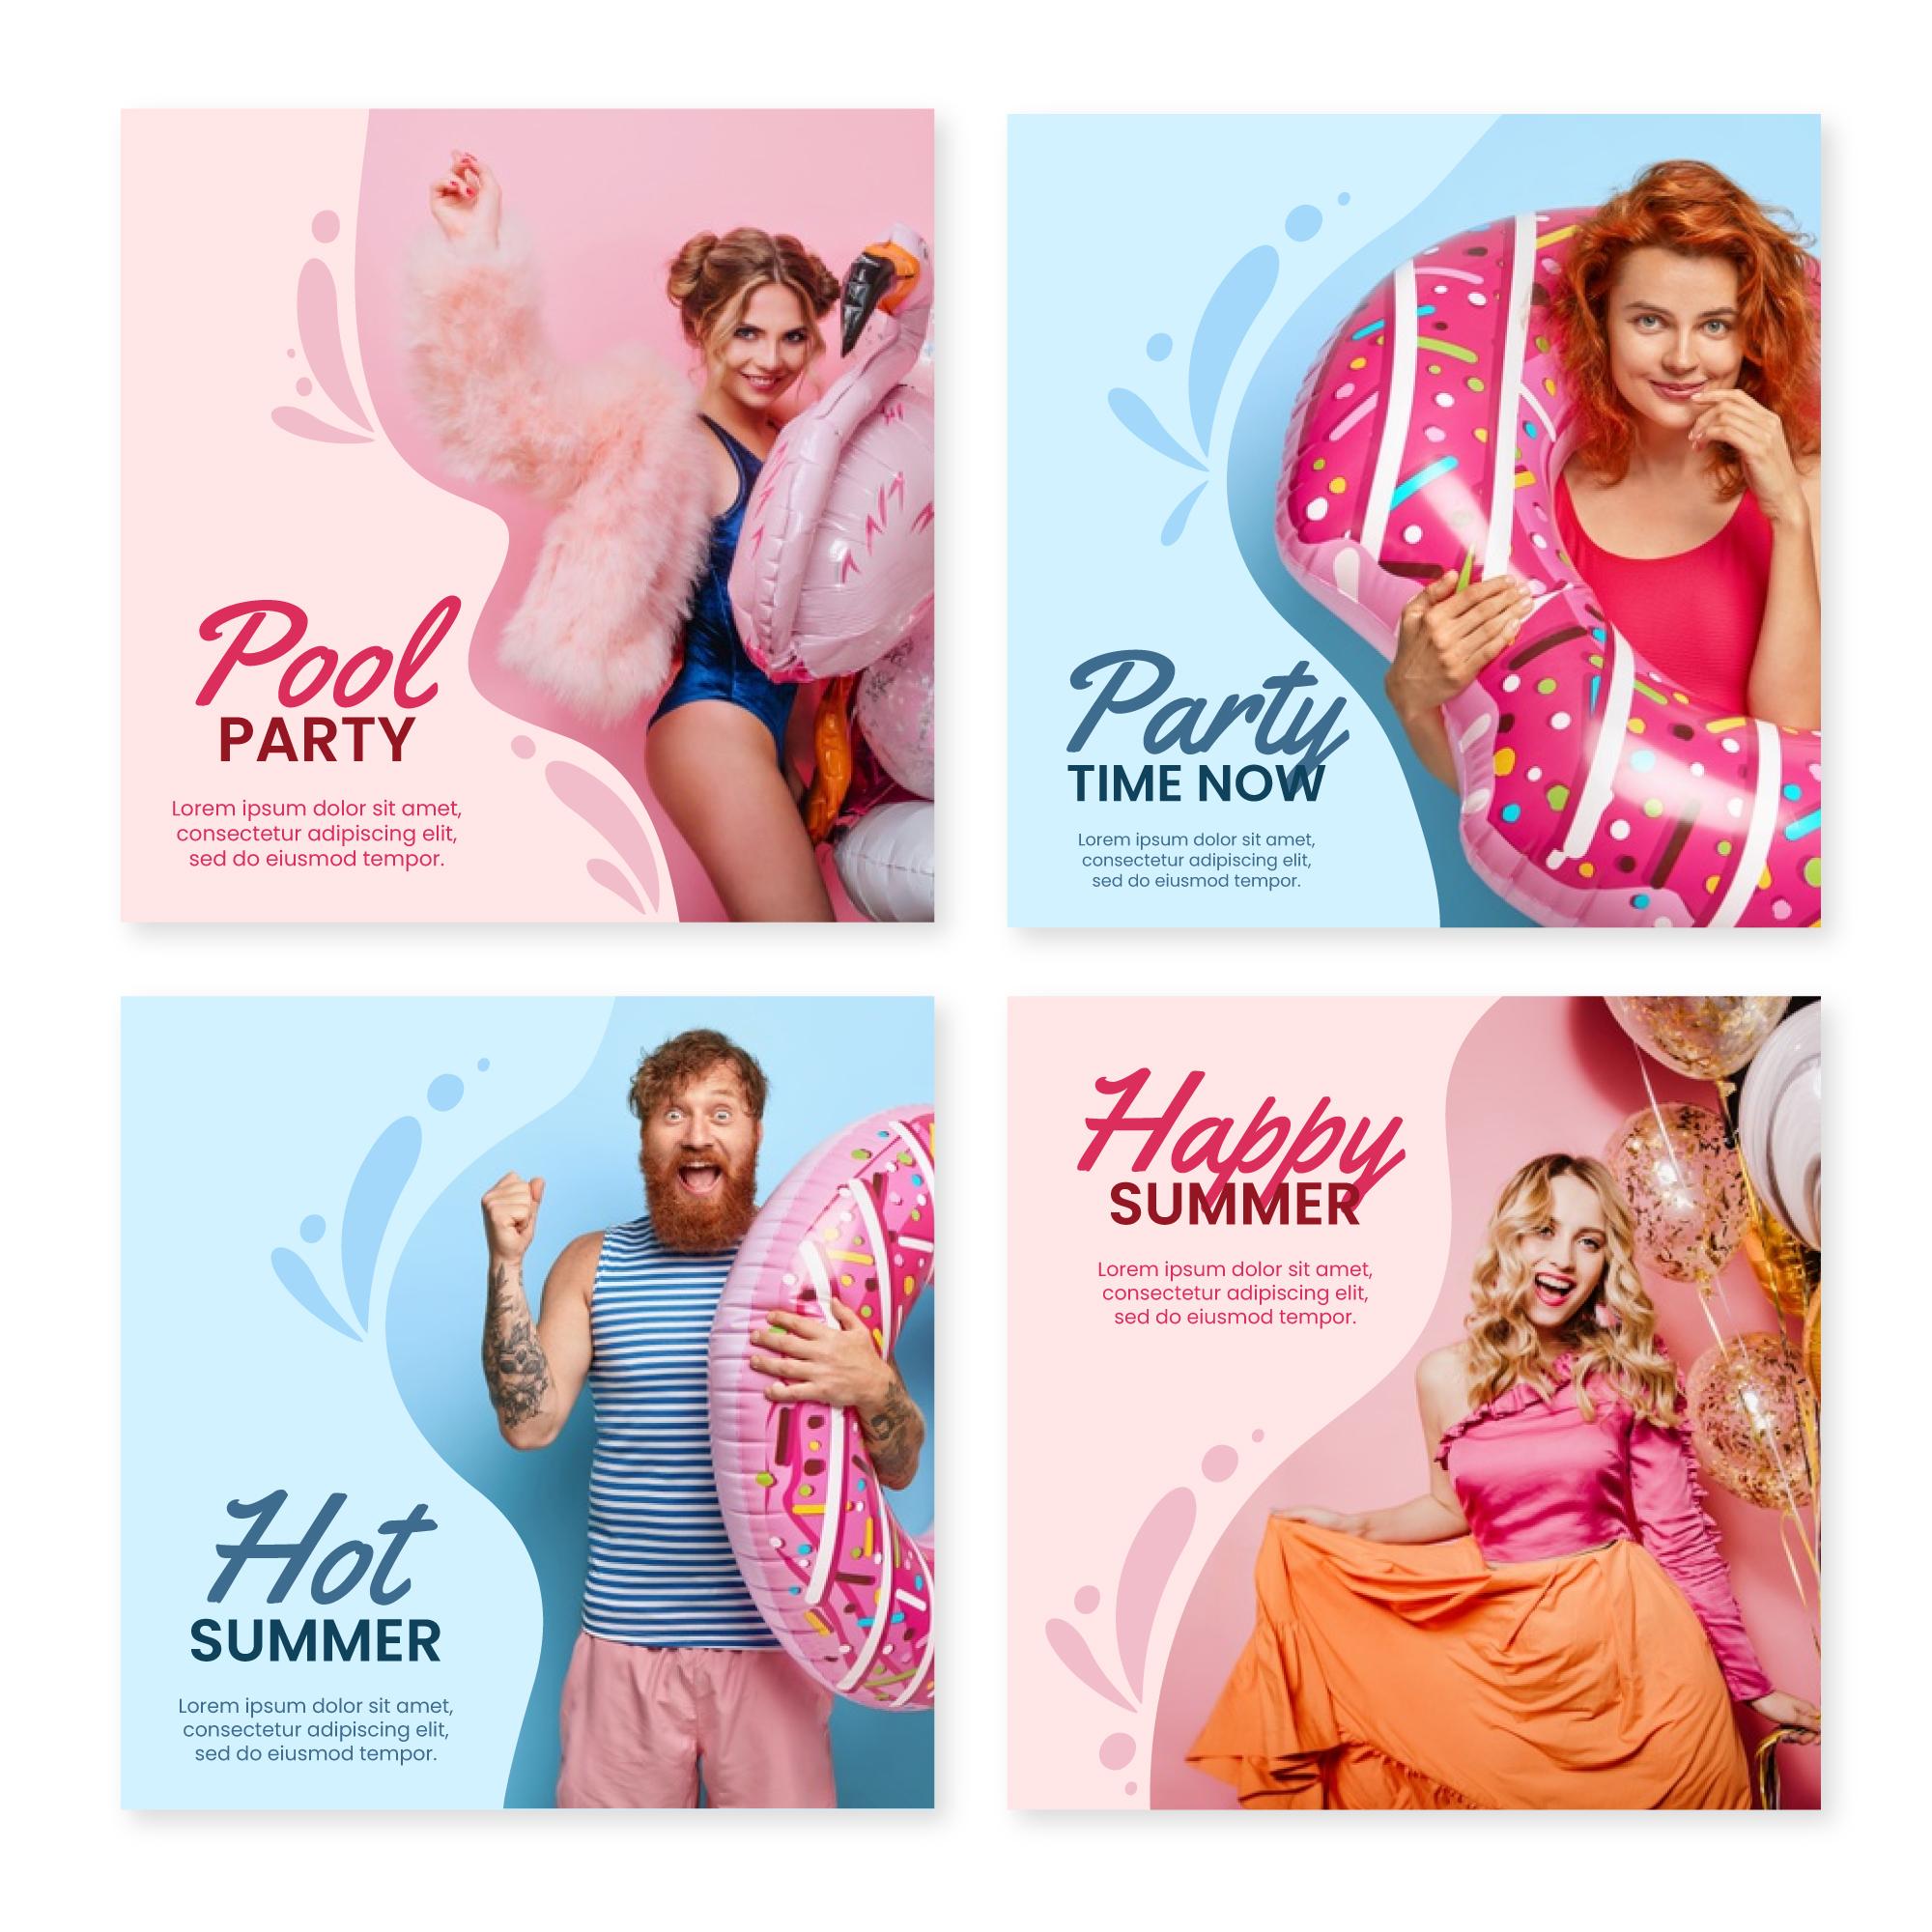 Pool
PARTY
Lorem ipsum dolor sit amet,
consectetur adipiscing elit,
sed do eiusmod tempor.
Party
TIME NOW
Lorem ipsum dolor sit amet,
consectetur adipiscing elit,
sed do eiusmod tempor.
Hot
SUMMER
Lorem ipsum dolor sit amet,
consectetur adipiscing elit,
sed do eiusmod tempor.
Happy
SUMMER
Lorem ipsum dolor sit amet,
consectetur adipiscing elit,
sed do eiusmod tempor.